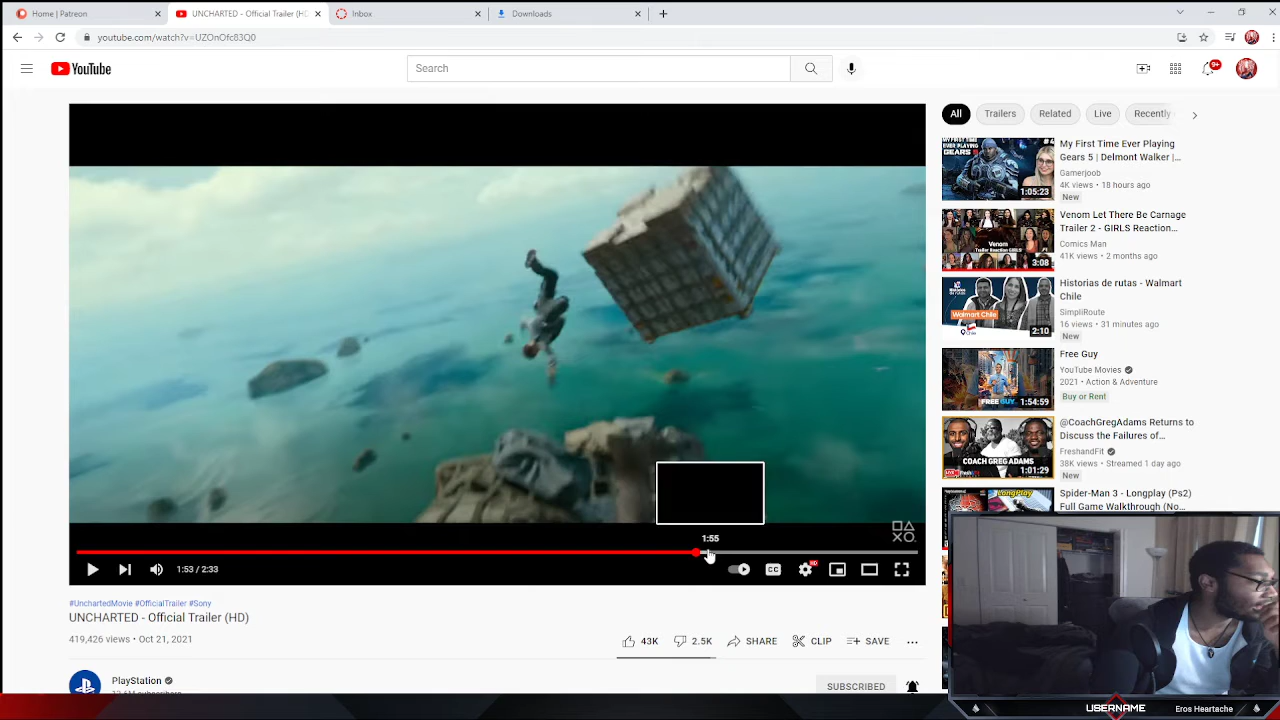 Home | Patreon
UNCHARTED - Official Trailer (HD
Inbox
Downloads
youtube.com/watch?v=UZOnOfc83Q0
YouTube
Search
9+
All
Trailers
Related
Live
Recently
My First Time Ever Playing
Gears 5 | Delmont Walker |...
Gamerjoob
4K views • 18 hours ago
New
1:05:23
Venom Let There Be Carnage
Trailer 2 - GIRLS Reaction...
Comics Man
41K views • 2 months ago
3:08
Historias de rutas - Walmart
Chile
SimpliRoute
16 views • 31 minutes ago
New
Walmart Chile
2:10
Free Guy
YouTube Movies
2021 • Action & Adventure
Buy or Rent
FREE GUY
1:54:59
@CoachGregAdams Returns to
Discuss the Failures of...
FreshandFit
38K views • Streamed 1 day ago
New
COACH GREG ADAMS
1:01:29
Spider-Man 3 - Longplay (Ps2)
Full Game Walkthrough (No...
LongPlay
1:55
1:53 / 2:33
CC
HD
#UnchartedMovie #OfficialTrailer #Sony
UNCHARTED - Official Trailer (HD)
419,426 views • Oct 21, 2021
43K
2.5K
SHARE
CLIP
SAVE
PlayStation
SUBSCRIBED
USERNAME
Eros Heartache